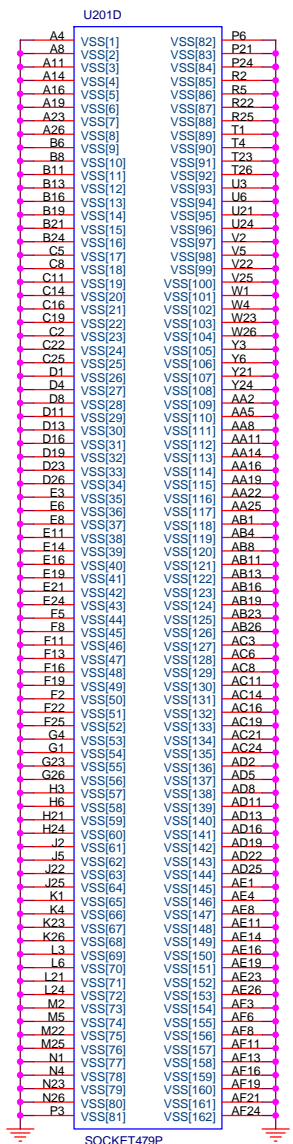 U201D
A4 VSS[1] VSS[82] P6
A8 VSS[2] VSS[83] P21
A11 VSS[3] VSS[84] P24
A14 VSS[4] VSS[85] R2
A16 VSS[5] VSS[86] R5
A19 VSS[6] VSS[87] R22
A23 VSS[7] VSS[88] R25
A26 VSS[8] VSS[89] T1
B6 VSS[9] VSS[90] T4
B8 VSS[10] VSS[91] T23
B11 VSS[11] VSS[92] T26
B13 VSS[12] VSS[93] U3
B16 VSS[13] VSS[94] U6
B19 VSS[14] VSS[95] U21
B21 VSS[15] VSS[96] U24
B24 VSS[16] VSS[97] V2
C5 VSS[17] VSS[98] V5
C8 VSS[18] VSS[99] V22
C11 VSS[19] VSS[100] V25
C14 VSS[20] VSS[101] W1
C16 VSS[21] VSS[102] W4
C19 VSS[22] VSS[103] W23
C2 VSS[23] VSS[104] W26
C22 VSS[24] VSS[105] Y3
C25 VSS[25] VSS[106] Y6
D1 VSS[26] VSS[107] Y21
D4 VSS[27] VSS[108] Y24
D8 VSS[28] VSS[109] AA2
D11 VSS[29] VSS[110] AA5
D13 VSS[30] VSS[111] AA8
D16 VSS[31] VSS[112] AA11
D19 VSS[32] VSS[113] AA14
D23 VSS[33] VSS[114] AA16
D26 VSS[34] VSS[115] AA19
E3 VSS[35] VSS[116] AA22
E6 VSS[36] VSS[117] AA25
E8 VSS[37] VSS[118] AB1
E11 VSS[38] VSS[119] AB4
E14 VSS[39] VSS[120] AB8
E16 VSS[40] VSS[121] AB11
E19 VSS[41] VSS[122] AB13
E21 VSS[42] VSS[123] AB16
E24 VSS[43] VSS[124] AB19
F5 VSS[44] VSS[125] AB23
F8 VSS[45] VSS[126] AB26
F11 VSS[46] VSS[127] AC3
F13 VSS[47] VSS[128] AC6
F16 VSS[48] VSS[129] AC8
F19 VSS[49] VSS[130] AC11
F2 VSS[50] VSS[131] AC14
F22 VSS[51] VSS[132] AC16
F25 VSS[52] VSS[133] AC19
G4 VSS[53] VSS[134] AC21
G1 VSS[54] VSS[135] AC24
G23 VSS[55] VSS[136] AD2
G26 VSS[56] VSS[137] AD5
H3 VSS[57] VSS[138] AD8
H6 VSS[58] VSS[139] AD11
H21 VSS[59] VSS[140] AD13
H24 VSS[60] VSS[141] AD16
J2 VSS[61] VSS[142] AD19
J5 VSS[62] VSS[143] AD22
J22 VSS[63] VSS[144] AD25
J25 VSS[64] VSS[145] AE1
K1 VSS[65] VSS[146] AE4
K4 VSS[66] VSS[147] AE8
K23 VSS[67] VSS[148] AE11
K26 VSS[68] VSS[149] AE14
L3 VSS[69] VSS[150] AE16
L6 VSS[70] VSS[151] AE19
L21 VSS[71] VSS[152] AE23
L24 VSS[72] VSS[153] AE26
M2 VSS[73] VSS[154] AF3
M5 VSS[74] VSS[155] AF6
M22 VSS[75] VSS[156] AF8
M25 VSS[76] VSS[157] AF11
N1 VSS[77] VSS[158] AF13
N4 VSS[78] VSS[159] AF16
N23 VSS[79] VSS[160] AF19
N26 VSS[80] VSS[161] AF21
P3 VSS[81] VSS[162] AF24
SOCKET479P